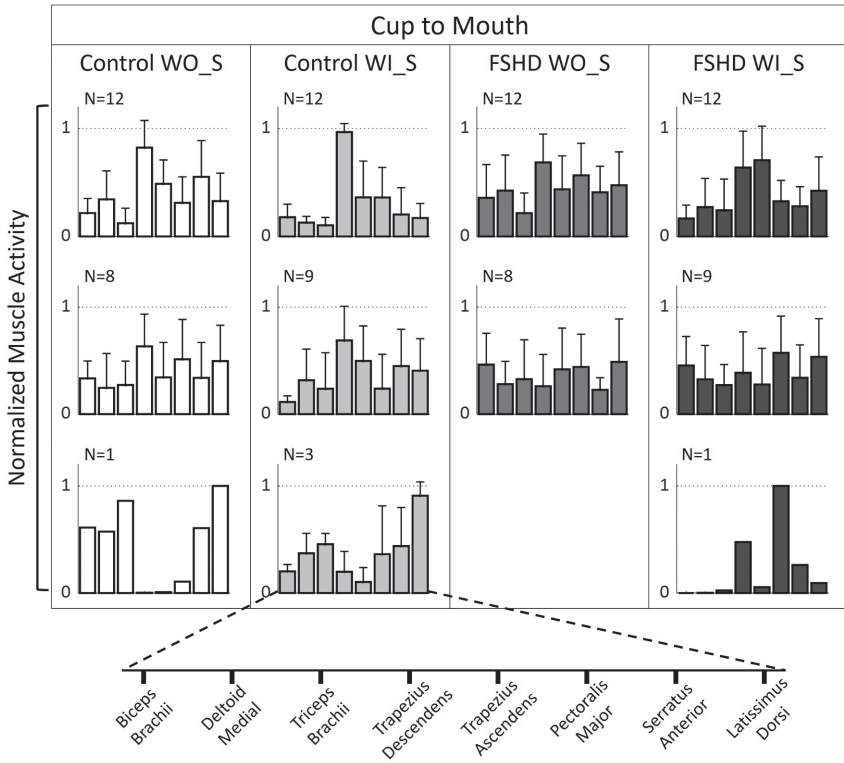 Cup to Mouth
Control WO_S
Control WI_S
FSHD WO_S
FSHD WI_S
Normalized Muscle Activity
N=12
1
0
N=12
1
0
N=12
1
0
N=12
1
0
N=8
1
0
N=9
1
0
N=8
1
0
N=9
1
0
N=1
1
0
N=3
1
0
N=1
1
0
Biceps
Brachii
Deltoid
Medial
Triceps
Brachii
Trapezius
Descendens
Trapezius
Ascendens
Pectoralis
Major
Serratus
Anterior
Latissimus
Dorsi